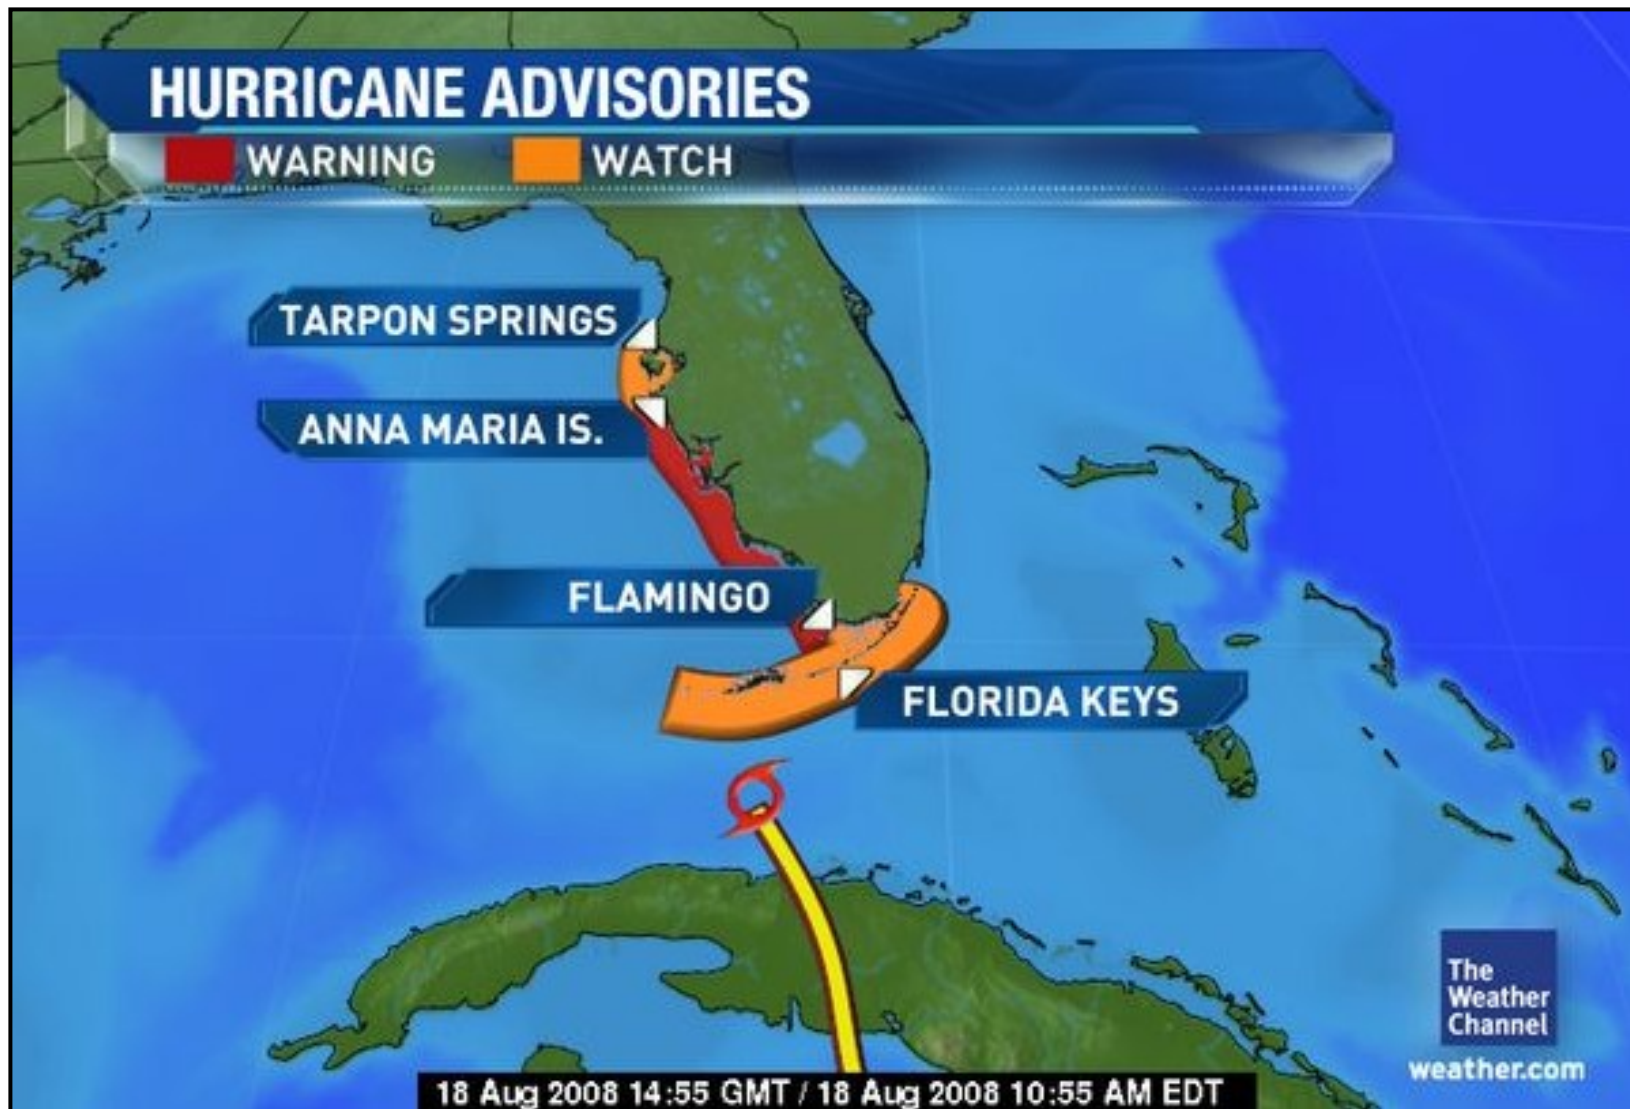 HURRICANE ADVISORIES
WARNING WATCH
TARPON SPRINGS
ANNA MARIA IS.
FLAMINGO
FLORIDA KEYS
The
Weather
Channel
weather.com
18 Aug 2008 14:55 GMT / 18 Aug 2008 10:55 AM EDT